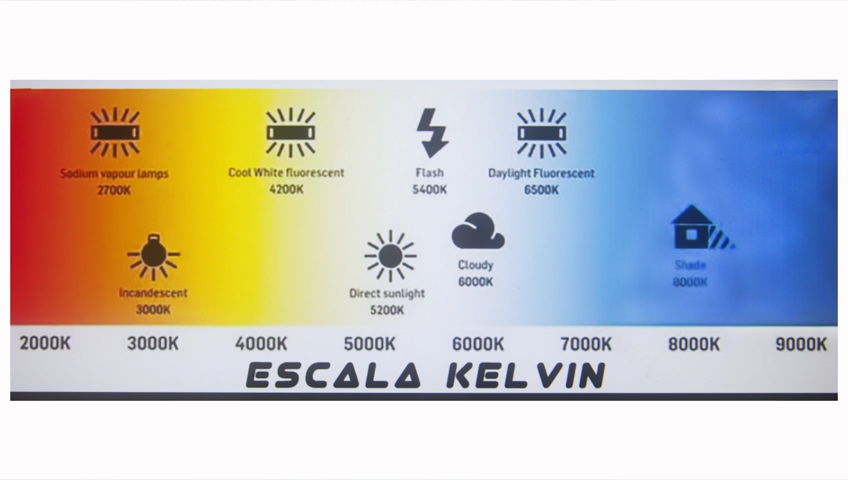 Sodium vapour lamps
2700K
Cool White fluorescent
4200K
Flash
5400K
Daylight Fluorescent
6500K
Incandescent
3000K
Direct sunlight
5200K
Cloudy
6000K
Shade
8000K
2000K 3000K 4000K 5000K 6000K 7000K 8000K 9000K
ESCALA KELVIN